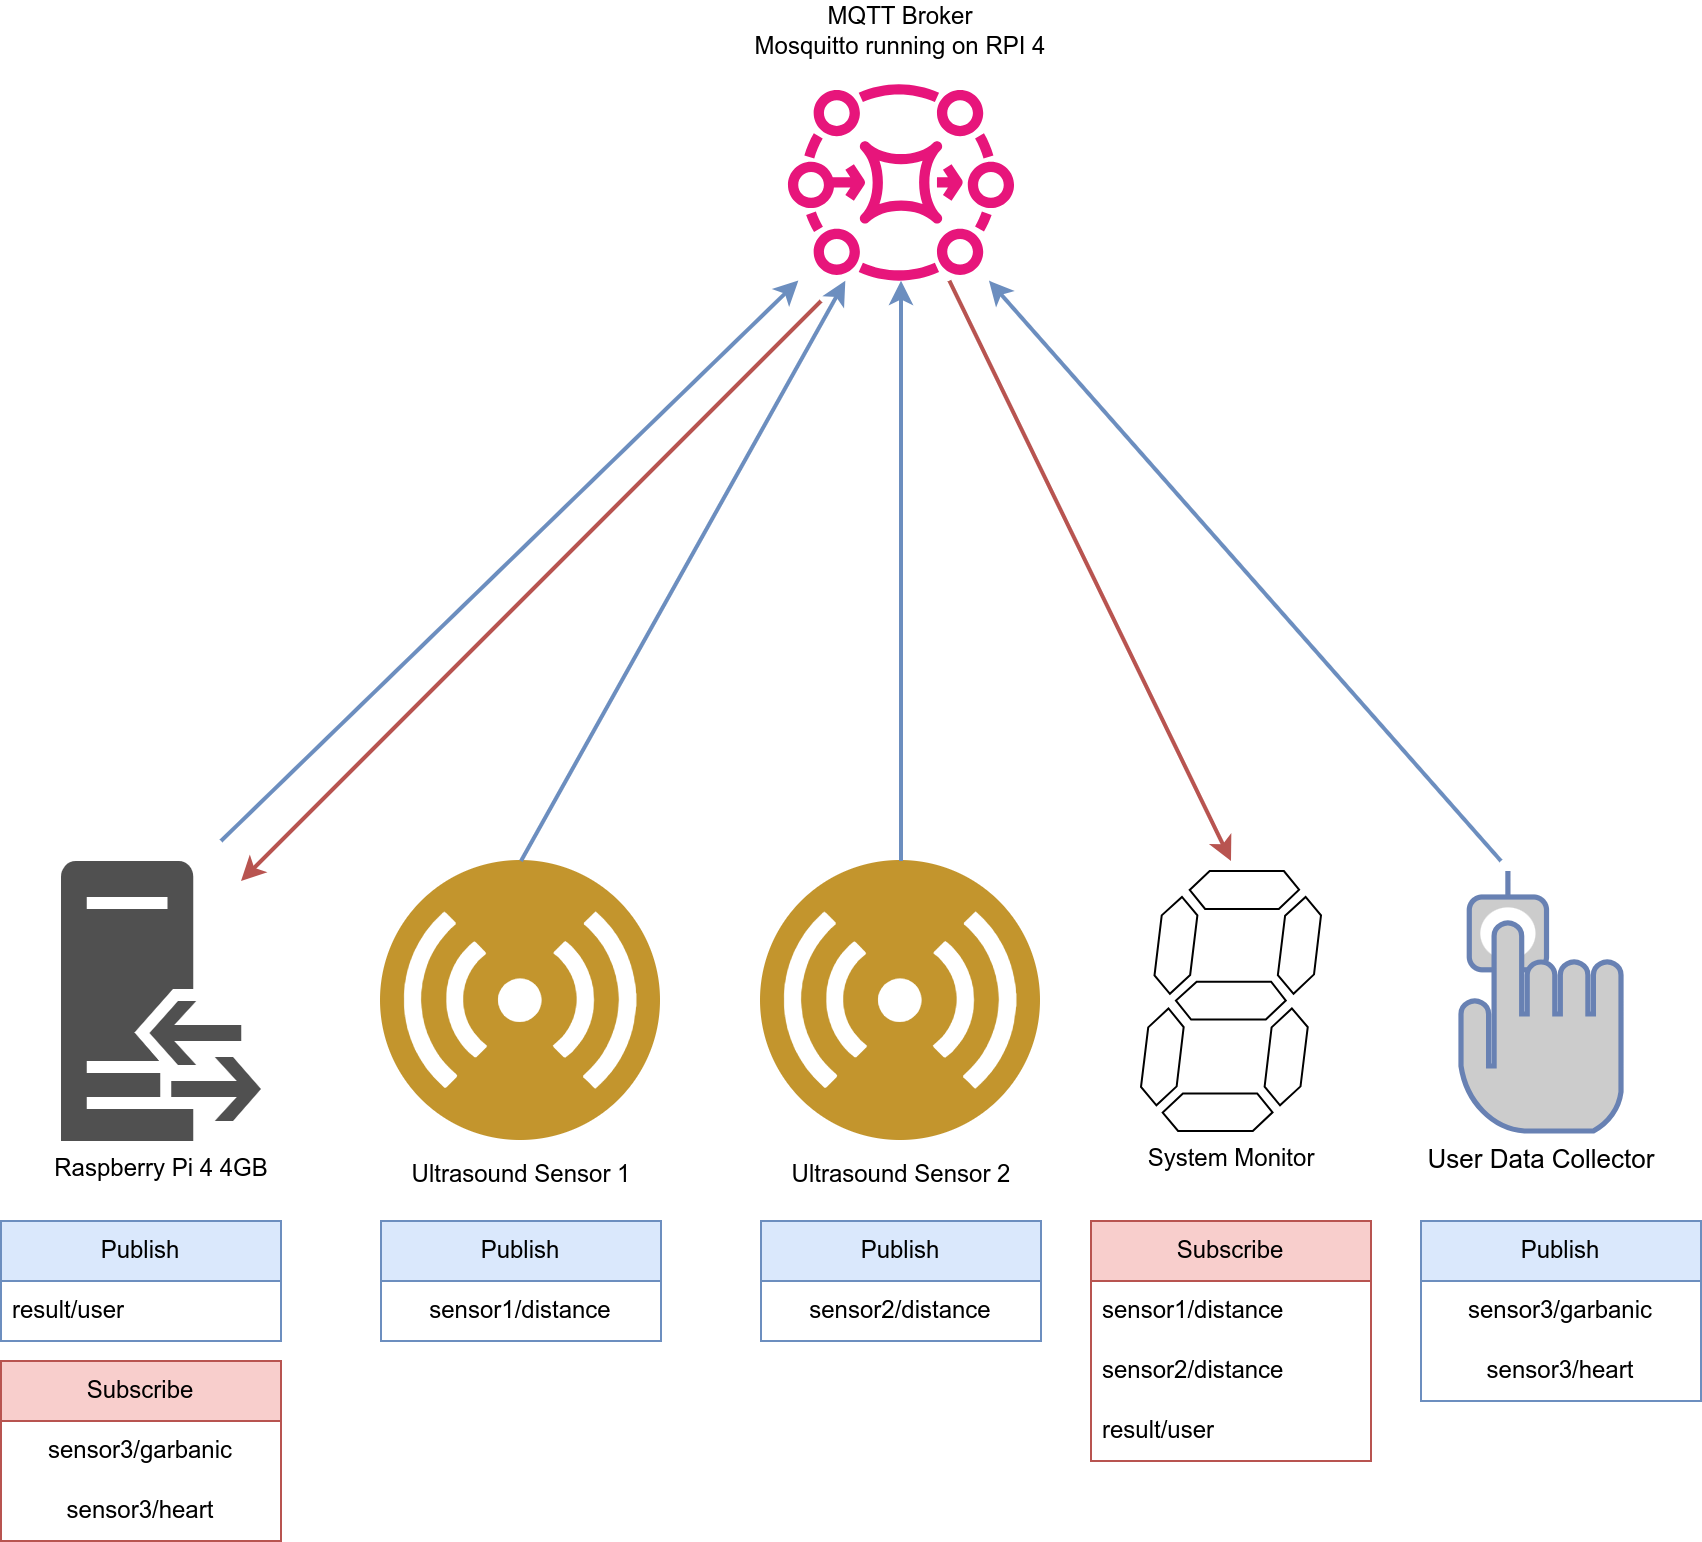 MQTT Broker
Mosquitto running on RPI 4
Raspberry Pi 4 4GB
Ultrasound Sensor 1
Ultrasound Sensor 2
System Monitor
User Data Collector
Publish
result/user
Subscribe
sensor3/garbanic
sensor3/heart
Publish
sensor1/distance
Publish
sensor2/distance
Subscribe
sensor1/distance
sensor2/distance
result/user
Publish
sensor3/garbanic
sensor3/heart